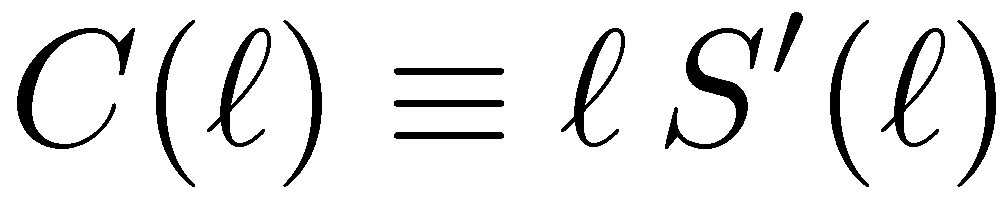 C(ℓ) ≡ ℓ S′(ℓ)